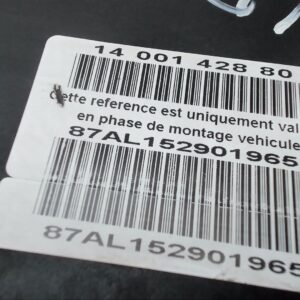 14 001 428 80
Cette reference est uniquement val
en phase de montage vehicule
87AL152901965
87AL152901965